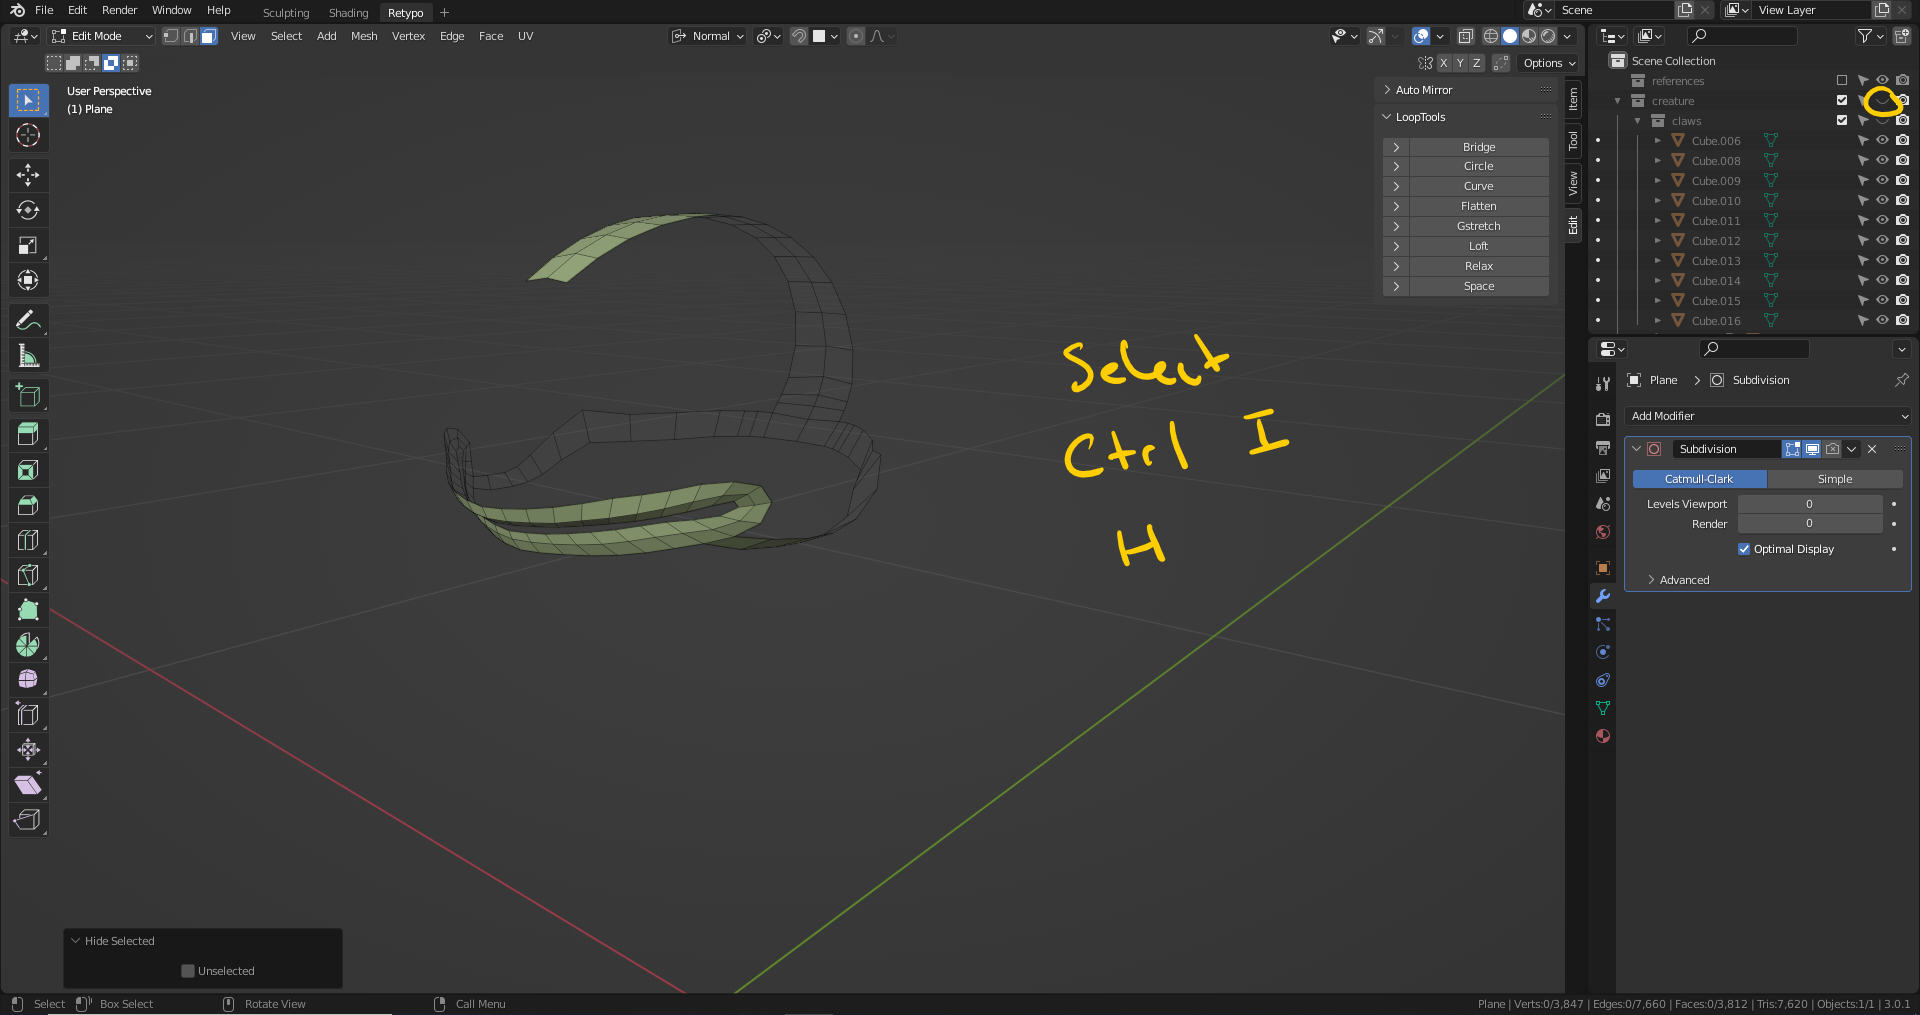 File Edit Render Window Help Sculpting Shading Retypo + Scene View Layer
Edit Mode View Select Add Mesh Vertex Edge Face UV Normal
X Y Z Options
User Perspective
(1) Plane
Auto Mirror
LoopTools
Bridge
Circle
Curve
Flatten
Gstretch
Loft
Relax
Space
Item
Tool
View
Edit
Scene Collection
references
creature
claws
Cube.006
Cube.008
Cube.009
Cube.010
Cube.011
Cube.012
Cube.013
Cube.014
Cube.015
Cube.016
Select
Ctrl I
H
Plane > Subdivision
Add Modifier
Subdivision
Catmull-Clark Simple
Levels Viewport 0
Render 0
Optimal Display
Advanced
Hide Selected
Unselected
Select Box Select Rotate View Call Menu Plane | Verts:0/3,847 | Edges:0/7,660 | Faces:0/3,812 | Tris:7,620 | Objects:1/1 | 3.0.1